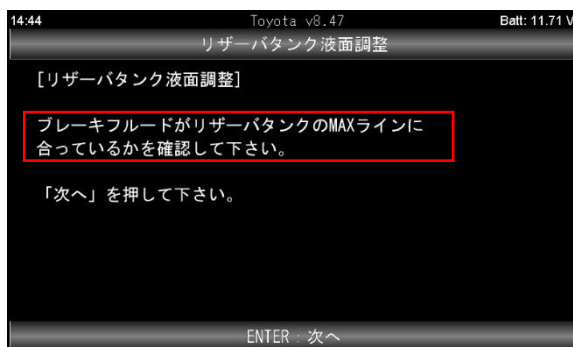 14:44 Toyota v8.47 Batt: 11.71 V
リザーバタンク液面調整
[リザーバタンク液面調整]
ブレーキフルードがリザーバタンクのMAXラインに
合っているかを確認して下さい。
「次へ」を押して下さい。
ENTER : 次へ